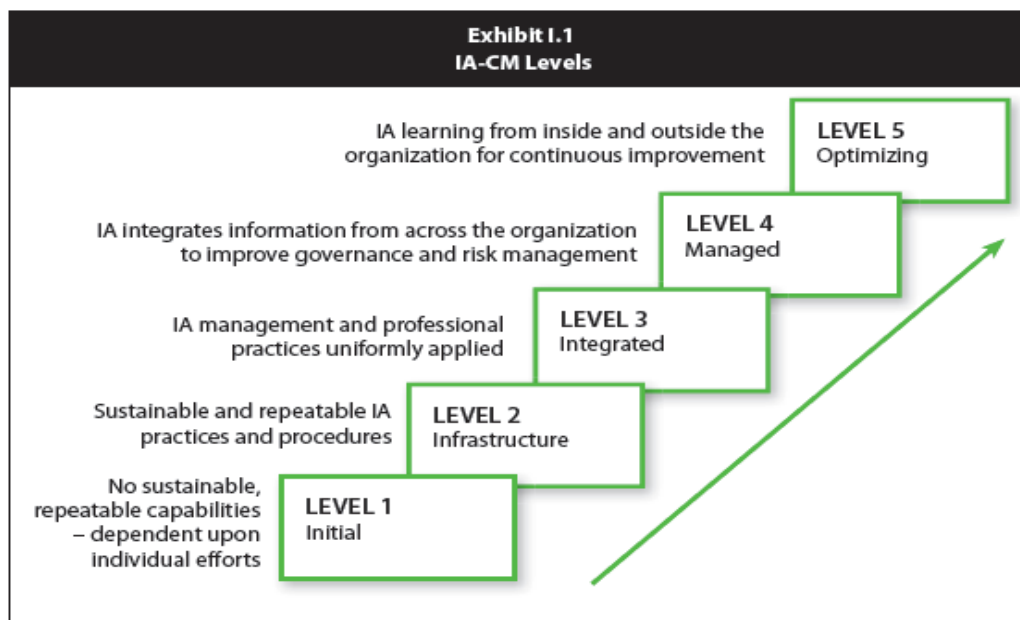 Exhibit I.1
IA-CM Levels
IA learning from inside and outside the
organization for continuous improvement
LEVEL 5
Optimizing
IA integrates information from across the organization
to improve governance and risk management
LEVEL 4
Managed
IA management and professional
practices uniformly applied
LEVEL 3
Integrated
Sustainable and repeatable IA
practices and procedures
LEVEL 2
Infrastructure
No sustainable,
repeatable capabilities
– dependent upon
individual efforts
LEVEL 1
Initial